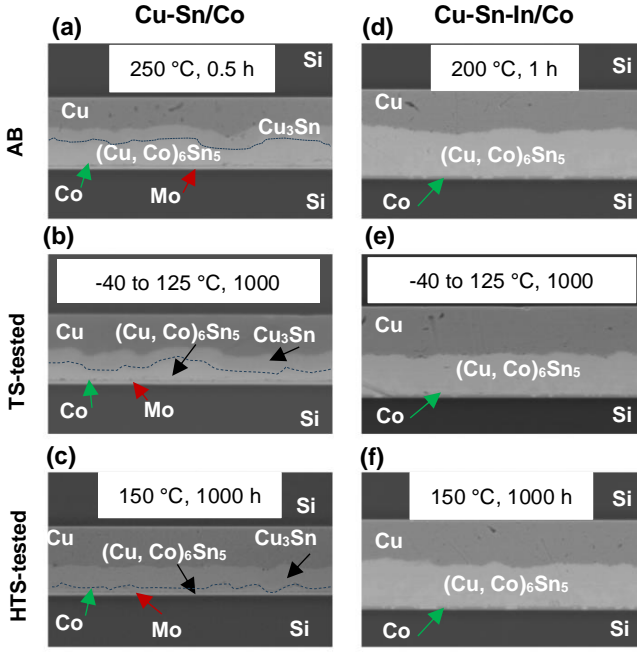 Cu-Sn/Co
Cu-Sn-In/Co
AB
(a)
Si
250 °C, 0.5 h
Cu
Cu₃Sn
(Cu, Co)₆Sn₅
Co
Mo
Si
(d)
Si
200 °C, 1 h
Cu
(Cu, Co)₆Sn₅
Co
Si
TS-tested
(b)
-40 to 125 °C, 1000
Cu
(Cu, Co)₆Sn₅
Cu₃Sn
Co
Mo
Si
(e)
-40 to 125 °C, 1000
Cu
(Cu, Co)₆Sn₅
Co
Si
HTS-tested
(c)
150 °C, 1000 h
Si
Cu
(Cu, Co)₆Sn₅
Cu₃Sn
Co
Mo
Si
(f)
150 °C, 1000 h
Si
Cu
(Cu, Co)₆Sn₅
Co
Si